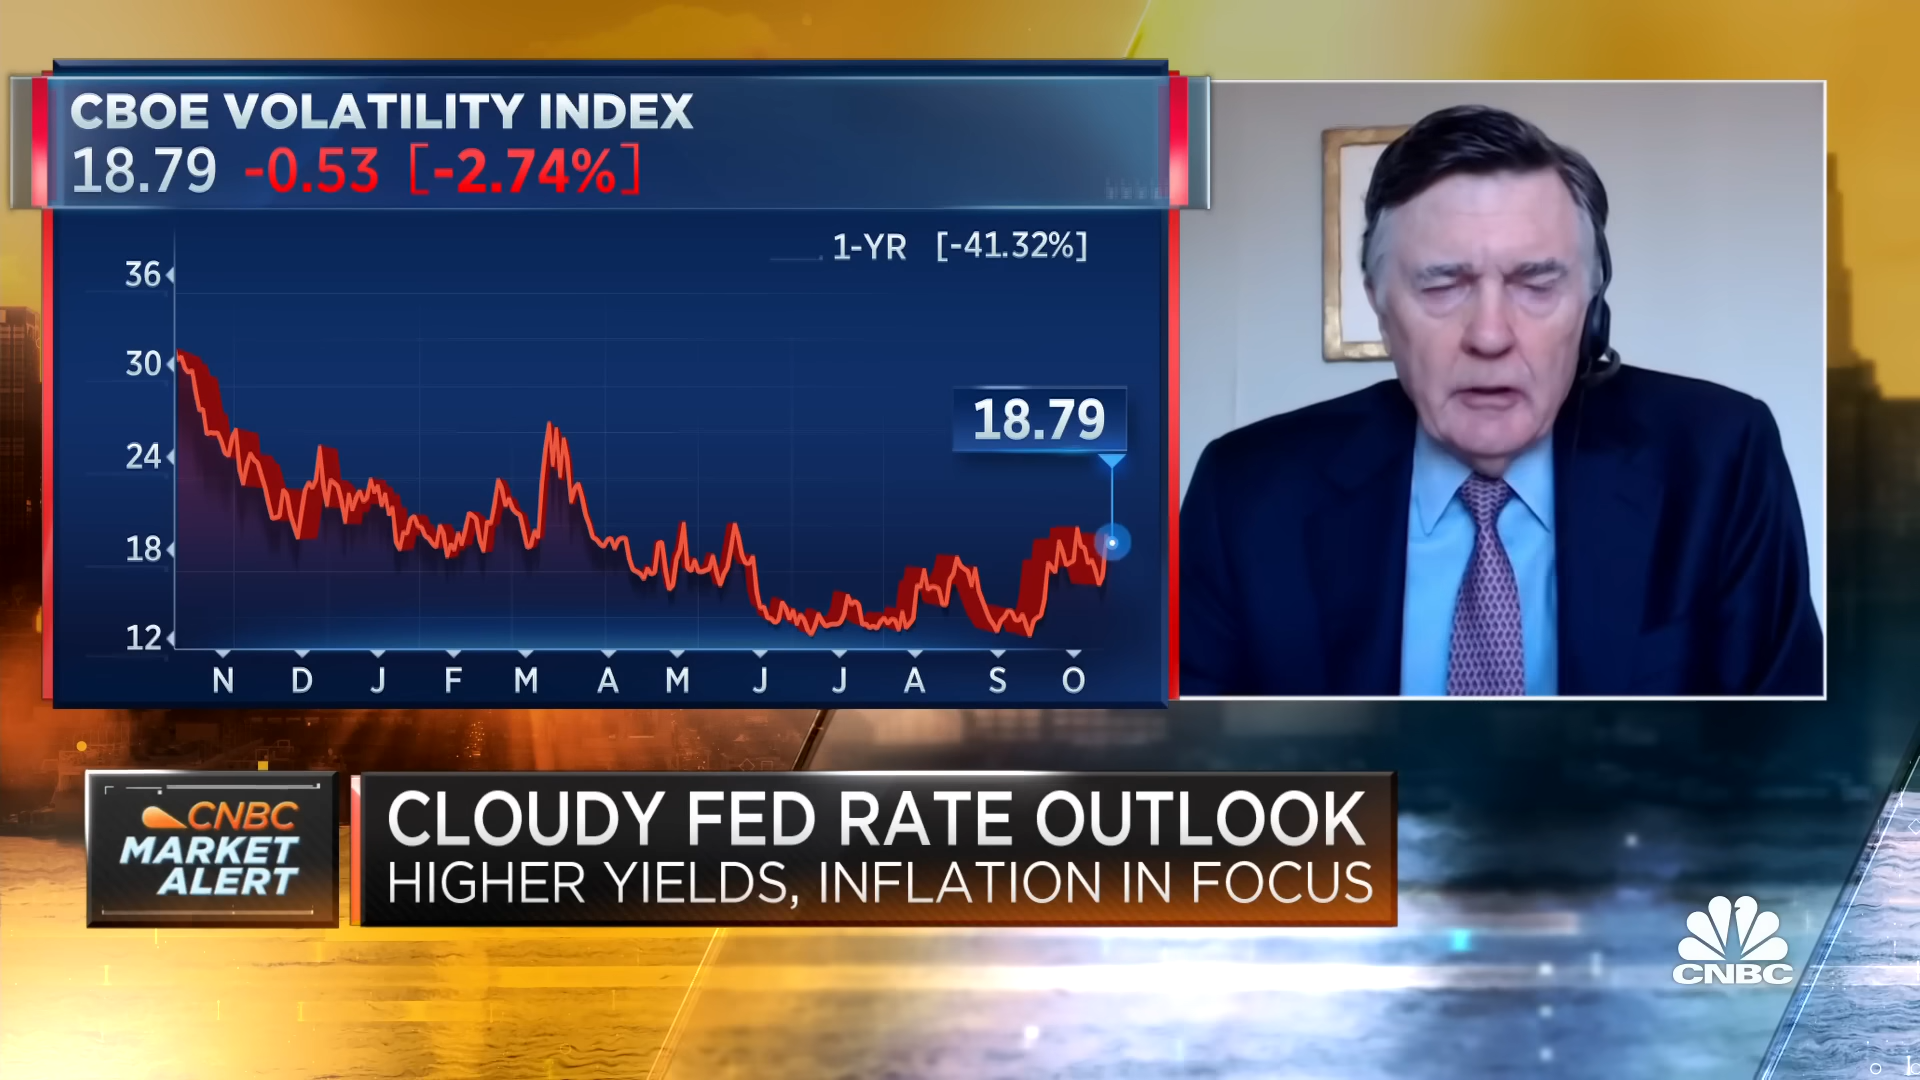 CBOE VOLATILITY INDEX
18.79 -0.53 [-2.74%]
1-YR [-41.32%]
36
30
24
18
12
18.79
N D J F M A M J J A S O
CNBC
MARKET
ALERT
CLOUDY FED RATE OUTLOOK
HIGHER YIELDS, INFLATION IN FOCUS
CNBC